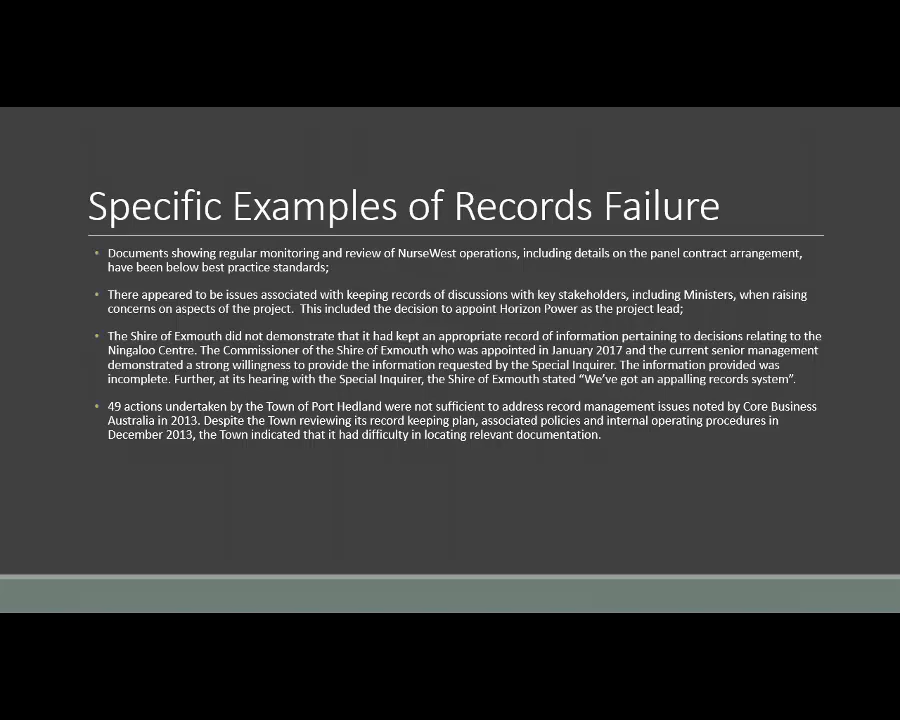 Specific Examples of Records Failure
• Documents showing regular monitoring and review of NurseWest operations, including details on the panel contract arrangement,
have been below best practice standards;
• There appeared to be issues associated with keeping records of discussions with key stakeholders, including Ministers, when raising
concerns on aspects of the project.  This included the decision to appoint Horizon Power as the project lead;
• The Shire of Exmouth did not demonstrate that it had kept an appropriate record of information pertaining to decisions relating to the
Ningaloo Centre. The Commissioner of the Shire of Exmouth who was appointed in January 2017 and the current senior management
demonstrated a strong willingness to provide the information requested by the Special Inquirer. The information provided was
incomplete. Further, at its hearing with the Special Inquirer, the Shire of Exmouth stated “We’ve got an appalling records system”.
• 49 actions undertaken by the Town of Port Hedland were not sufficient to address record management issues noted by Core Business
Australia in 2013. Despite the Town reviewing its record keeping plan, associated policies and internal operating procedures in
December 2013, the Town indicated that it had difficulty in locating relevant documentation.